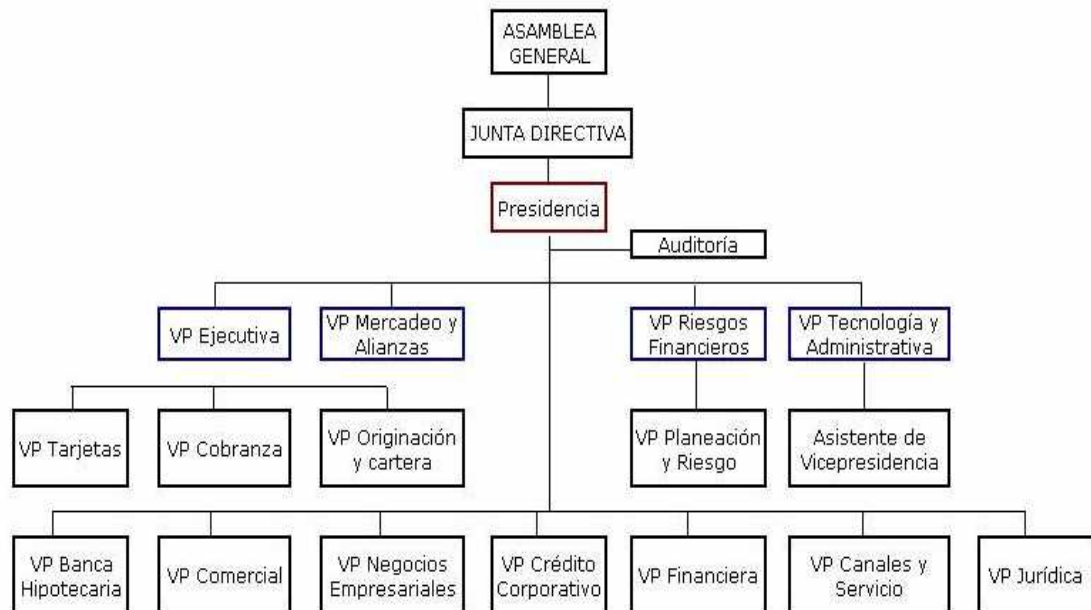 ASAMBLEA
GENERAL
JUNTA DIRECTIVA
Presidencia
Auditoría
VP Ejecutiva
VP Mercadeo y
Alianzas
VP Riesgos
Financieros
VP Tecnología y
Administrativa
VP Tarjetas
VP Cobranza
VP Originación
y cartera
VP Planeación
y Riesgo
Asistente de
Vicepresidencia
VP Banca
Hipotecaria
VP Comercial
VP Negocios
Empresariales
VP Crédito
Corporativo
VP Financiera
VP Canales y
Servicio
VP Jurídica